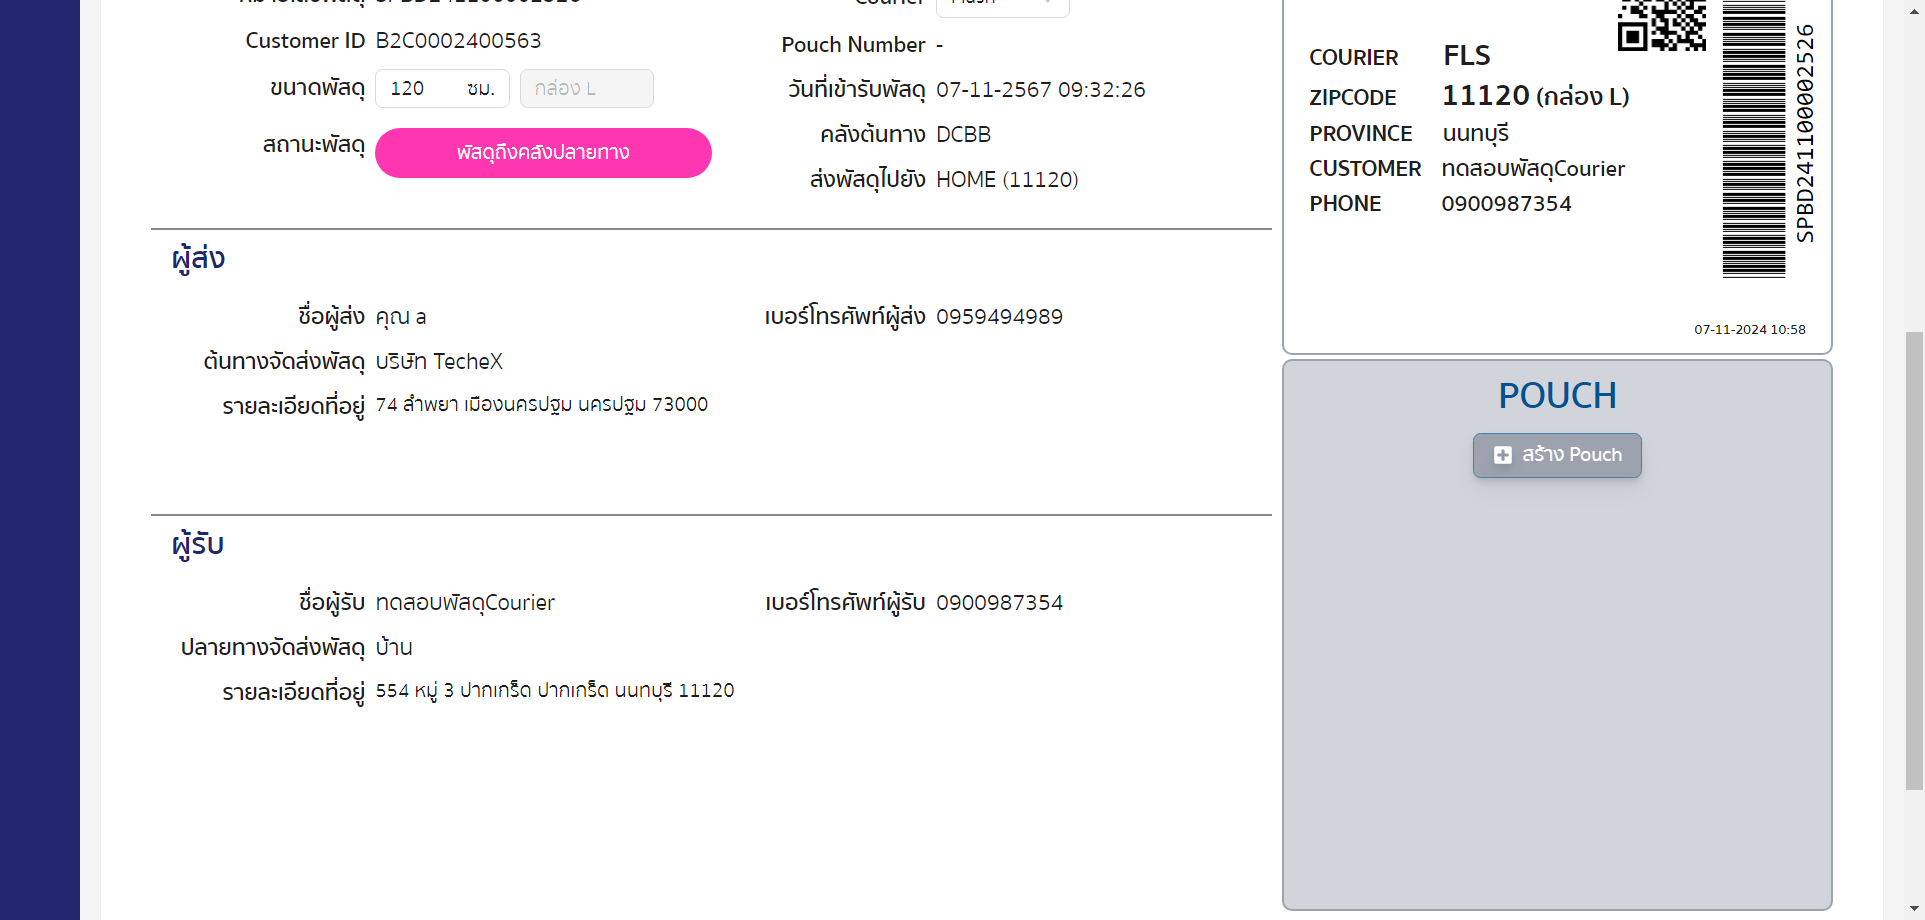 Customer ID B2C0002400563
ขนาดพัสดุ 120 ซม. กล่อง L
สถานะพัสดุ พัสดุถึงคลังปลายทาง
Courier
Pouch Number -
วันที่เข้ารับพัสดุ 07-11-2567 09:32:26
คลังต้นทาง DCBB
ส่งพัสดุไปยัง HOME (11120)
ผู้ส่ง
ชื่อผู้ส่ง คุณ a
เบอร์โทรศัพท์ผู้ส่ง 0959494989
ต้นทางจัดส่งพัสดุ บริษัท TecheX
รายละเอียดที่อยู่ 74 ลำพยา เมืองนครปฐม นครปฐม 73000
ผู้รับ
ชื่อผู้รับ ทดสอบพัสดุCourier
เบอร์โทรศัพท์ผู้รับ 0900987354
ปลายทางจัดส่งพัสดุ บ้าน
รายละเอียดที่อยู่ 554 หมู่ 3 ปากเกร็ด ปากเกร็ด นนทบุรี 11120
COURIER FLS
ZIPCODE 11120 (กล่อง L)
PROVINCE นนทบุรี
CUSTOMER ทดสอบพัสดุCourier
PHONE 0900987354
SPBD241100002526
07-11-2024 10:58
POUCH
สร้าง Pouch